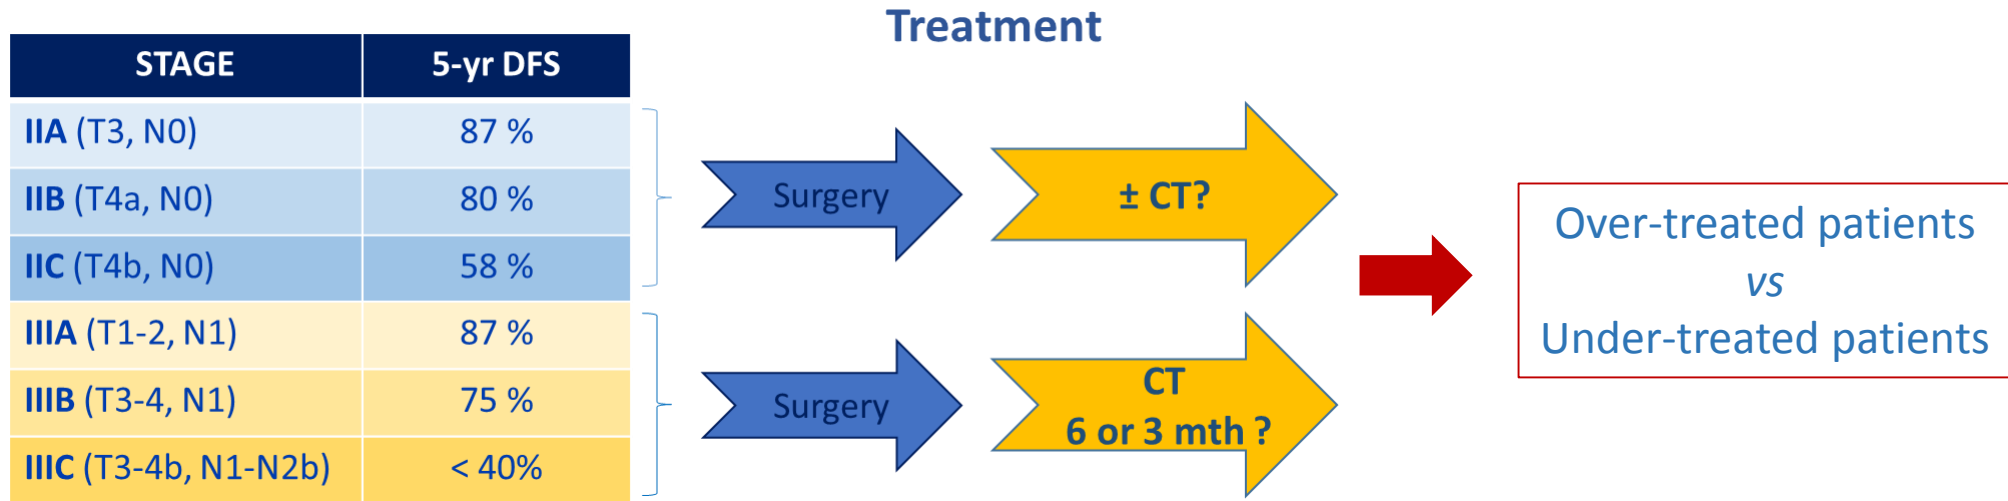 Treatment
STAGE 5-yr DFS
IIA (T3, N0) 87 %
IIB (T4a, N0) 80 %
IIC (T4b, N0) 58 %
IIIA (T1-2, N1) 87 %
IIIB (T3-4, N1) 75 %
IIIC (T3-4b, N1-N2b) < 40%
Surgery
± CT?
Surgery
CT
6 or 3 mth ?
Over-treated patients
vs
Under-treated patients